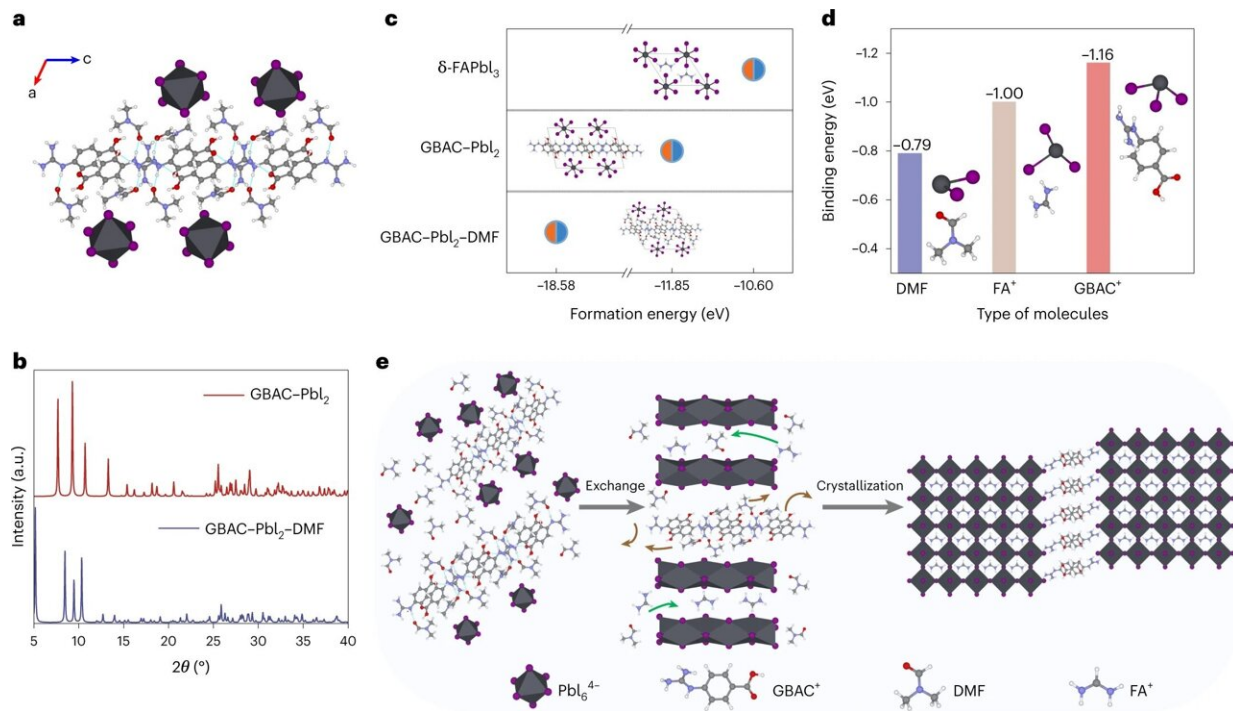 a
c
a
b
GBAC–PbI₂
GBAC–PbI₂–DMF
Intensity (a.u.)
5
10
15
20
25
30
35
40
2θ (°)
c
δ-FAPbI₃
GBAC–PbI₂
GBAC–PbI₂–DMF
−18.58
−11.85
−10.60
Formation energy (eV)
d
Binding energy (eV)
−1.2
−1.0
−0.8
−0.6
−0.4
−0.79
−1.00
−1.16
DMF
FA⁺
GBAC⁺
Type of molecules
e
Exchange
Crystallization
PbI₆⁴⁻
GBAC⁺
DMF
FA⁺